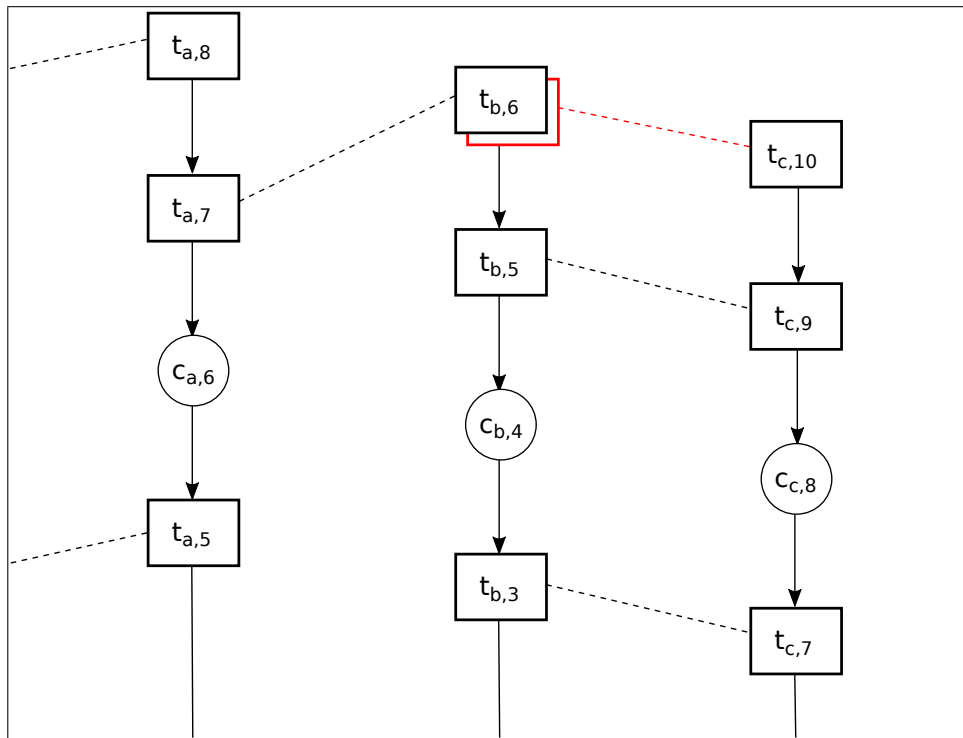 t_{a,8}
t_{b,6}
t_{c,10}
t_{a,7}
t_{b,5}
t_{c,9}
c_{a,6}
c_{b,4}
c_{c,8}
t_{a,5}
t_{b,3}
t_{c,7}